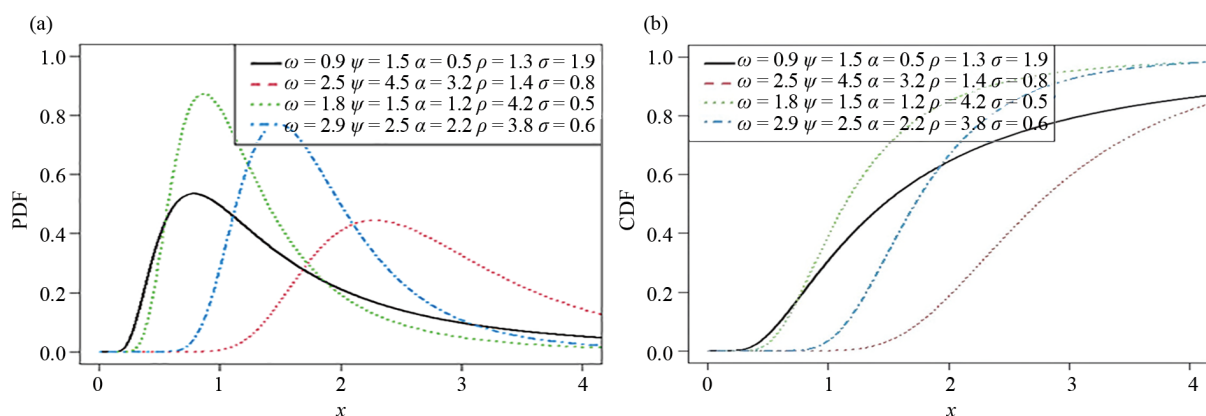 (a)
PDF
1.0
0.8
0.6
0.4
0.2
0.0
ω = 0.9 ψ = 1.5 α = 0.5 ρ = 1.3 σ = 1.9
ω = 2.5 ψ = 4.5 α = 3.2 ρ = 1.4 σ = 0.8
ω = 1.8 ψ = 1.5 α = 1.2 ρ = 4.2 σ = 0.5
ω = 2.9 ψ = 2.5 α = 2.2 ρ = 3.8 σ = 0.6
0 1 2 3 4
x
(b)
CDF
1.0
0.8
0.6
0.4
0.2
0.0
ω = 0.9 ψ = 1.5 α = 0.5 ρ = 1.3 σ = 1.9
ω = 2.5 ψ = 4.5 α = 3.2 ρ = 1.4 σ = 0.8
ω = 1.8 ψ = 1.5 α = 1.2 ρ = 4.2 σ = 0.5
ω = 2.9 ψ = 2.5 α = 2.2 ρ = 3.8 σ = 0.6
0 1 2 3 4
x